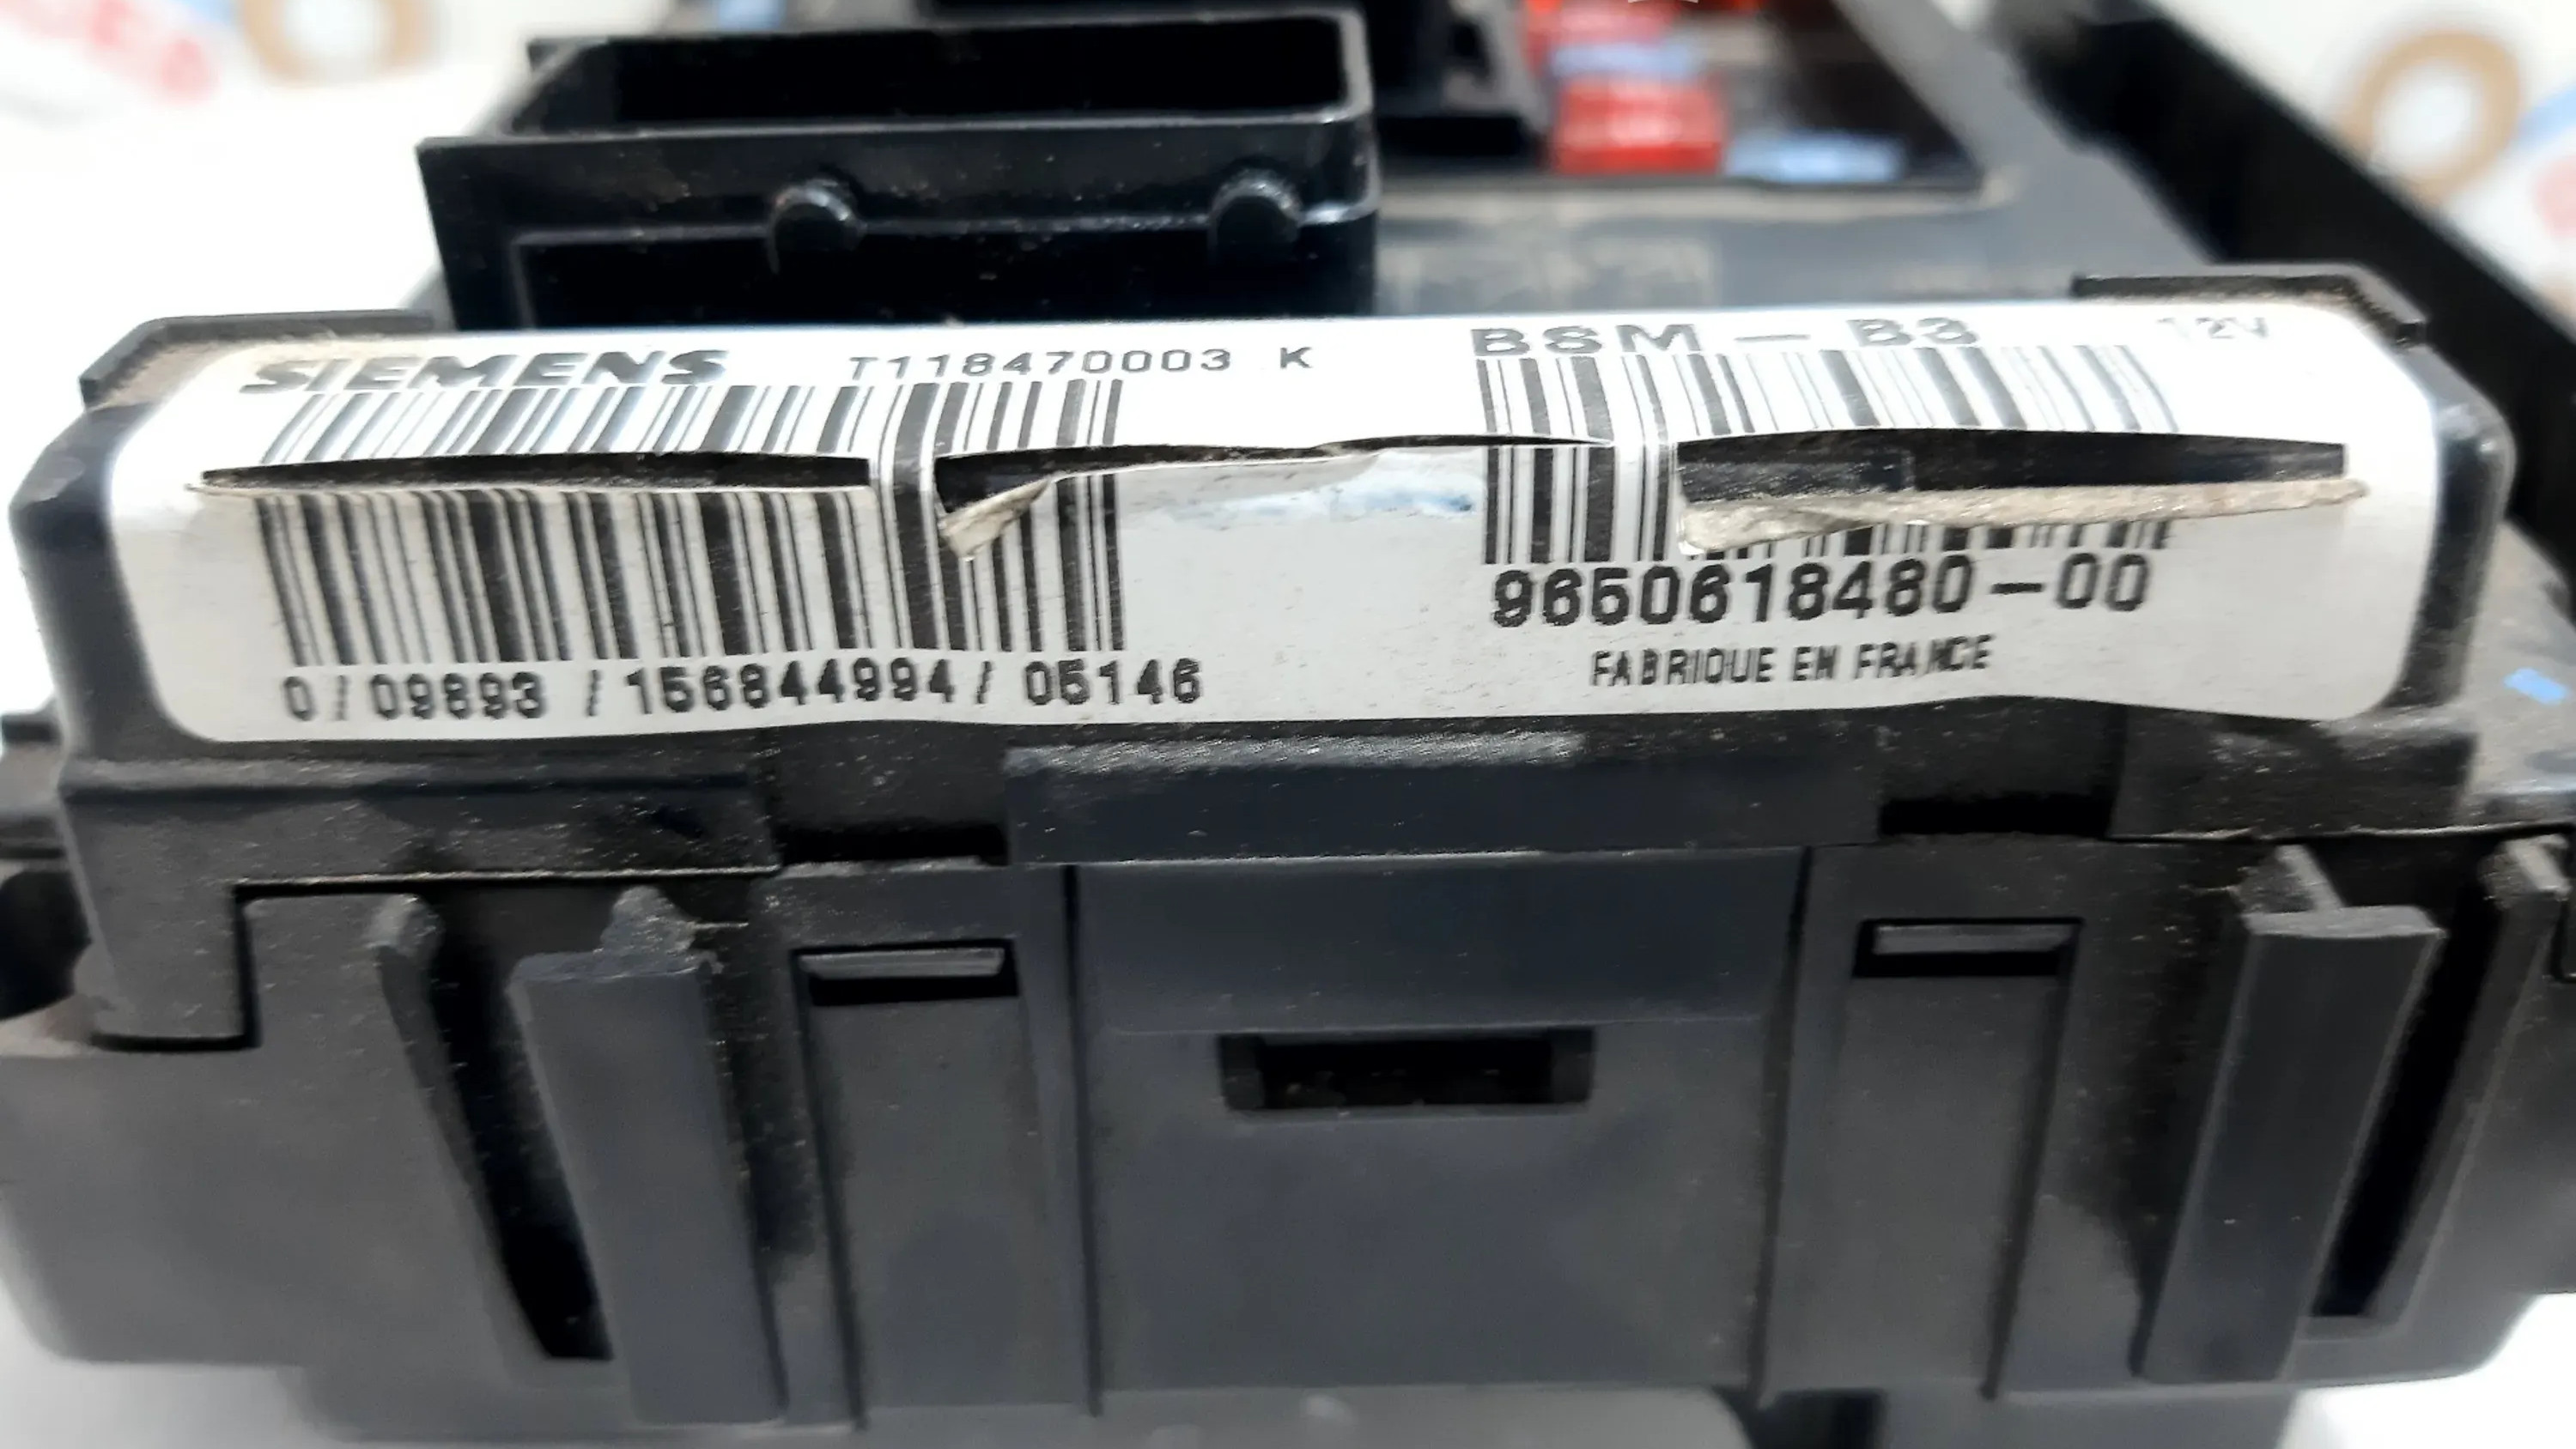 SIEMENS T118470003 K BSM-B3 12V
0/09893/156844994/05146
9650618480-00
FABRIQUE EN FRANCE